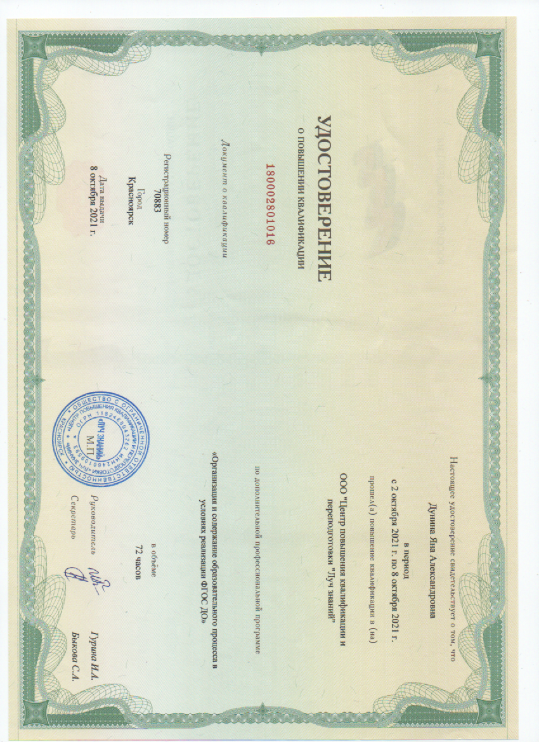 УДОСТОВЕРЕНИЕ
О ПОВЫШЕНИИ КВАЛИФИКАЦИИ
180002801016
Документ о квалификации
Регистрационный номер
70883
Город
Красноярск
Дата выдачи
8 октября 2021 г.
Настоящее удостоверение свидетельствует о том, что
Дунина Яна Александровна
в период
с 2 октября 2021 г. по 8 октября 2021 г.
прошел(а) повышение квалификации в (на)
ООО "Центр повышения квалификации и
переподготовки "Луч знаний"
по дополнительной профессиональной программе
«Организация и содержание образовательного процесса в
условиях реализации ФГОС ДО»
в объёме
72 часов
Руководитель Гурина И.А.
Секретарь Быкова С.А.
М.П